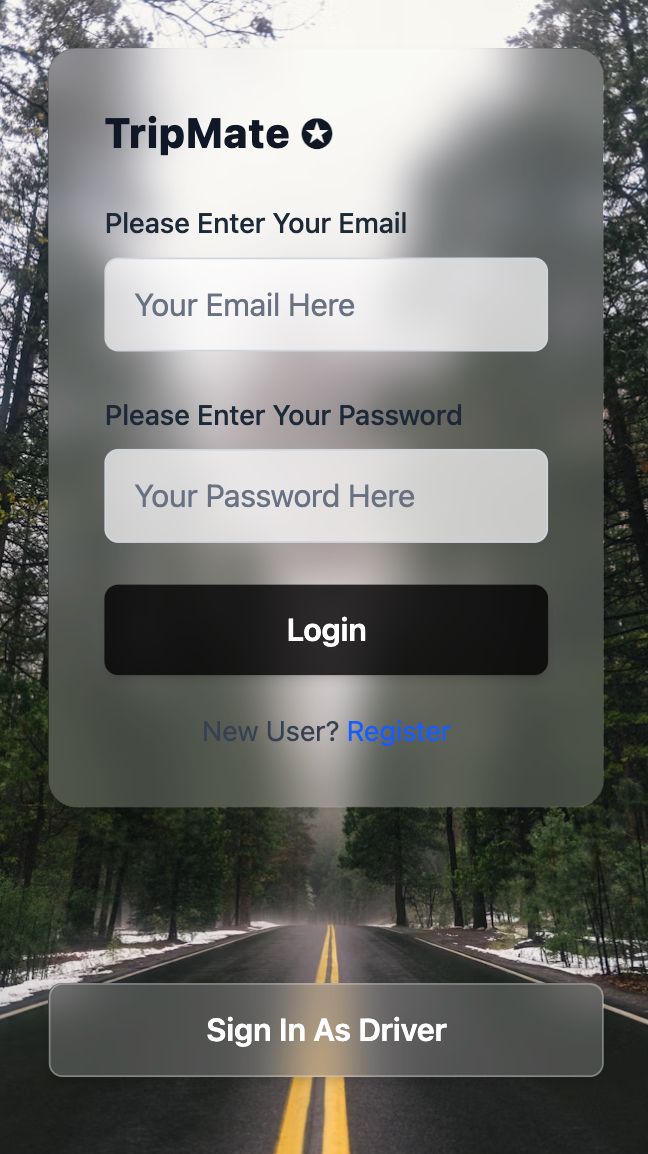 TripMate ✪
Please Enter Your Email
Your Email Here
Please Enter Your Password
Your Password Here
Login
New User? Register
Sign In As Driver